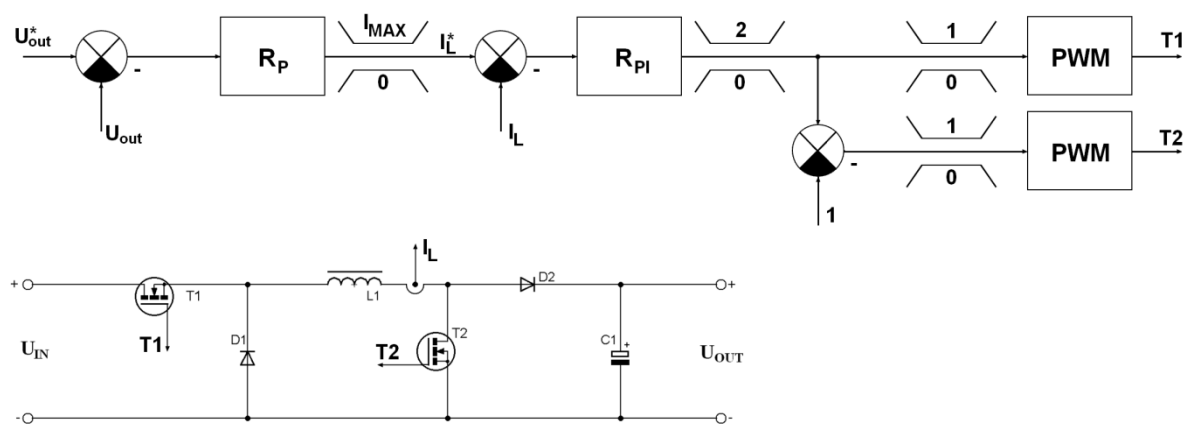 U*out
-
RP
IMAX
0
I*L
-
RPI
2
0
1
0
PWM
T1
Uout
IL
-
1
0
PWM
T2
1
IL
+
T1
L1
D2
+
T1
UIN
D1
T2
T2
C1
+
UOUT
-
-